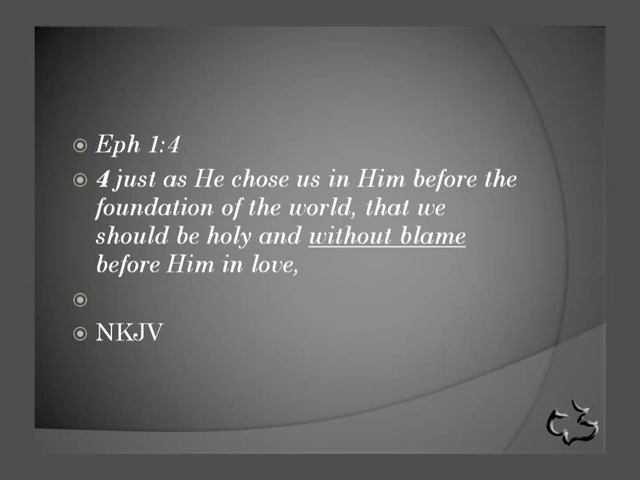 Eph 1:4
4 just as He chose us in Him before the
foundation of the world, that we
should be holy and without blame
before Him in love,
NKJV